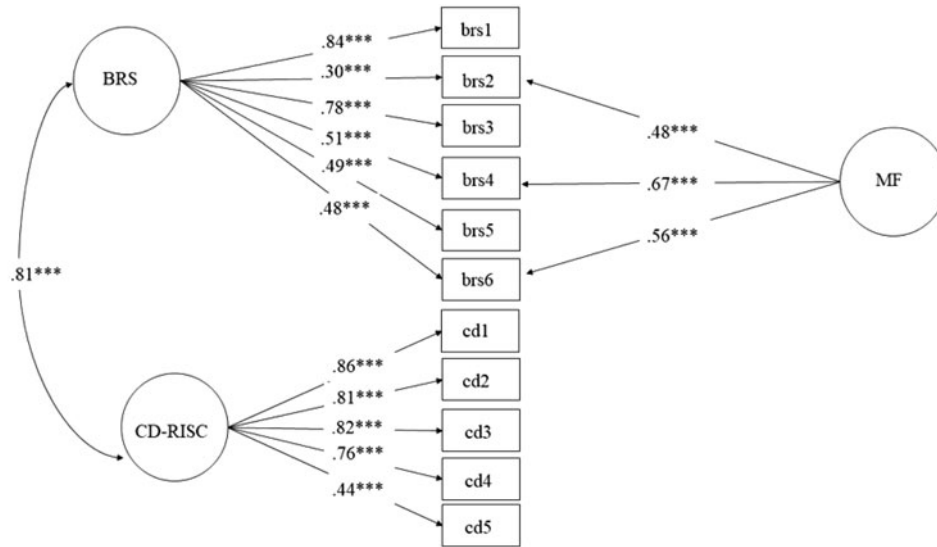 BRS
.84***
.30***
.78***
.51***
.49***
.48***
brs1
brs2
brs3
brs4
brs5
brs6
.48***
.67***
.56***
MF
.81***
CD-RISC
.86***
.81***
.82***
.76***
.44***
cd1
cd2
cd3
cd4
cd5